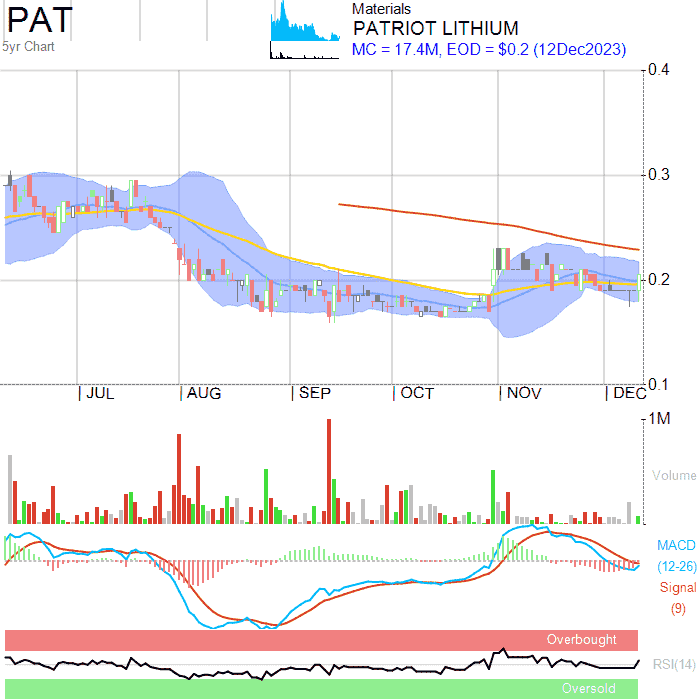 PAT
5yr Chart
Materials
PATRIOT LITHIUM
MC = 17.4M, EOD = $0.2 (12Dec2023)
0.4
0.3
0.2
0.1
JUL
AUG
SEP
OCT
NOV
DEC
1M
Volume
MACD
(12-26)
Signal
(9)
Overbought
RSI(14)
Oversold